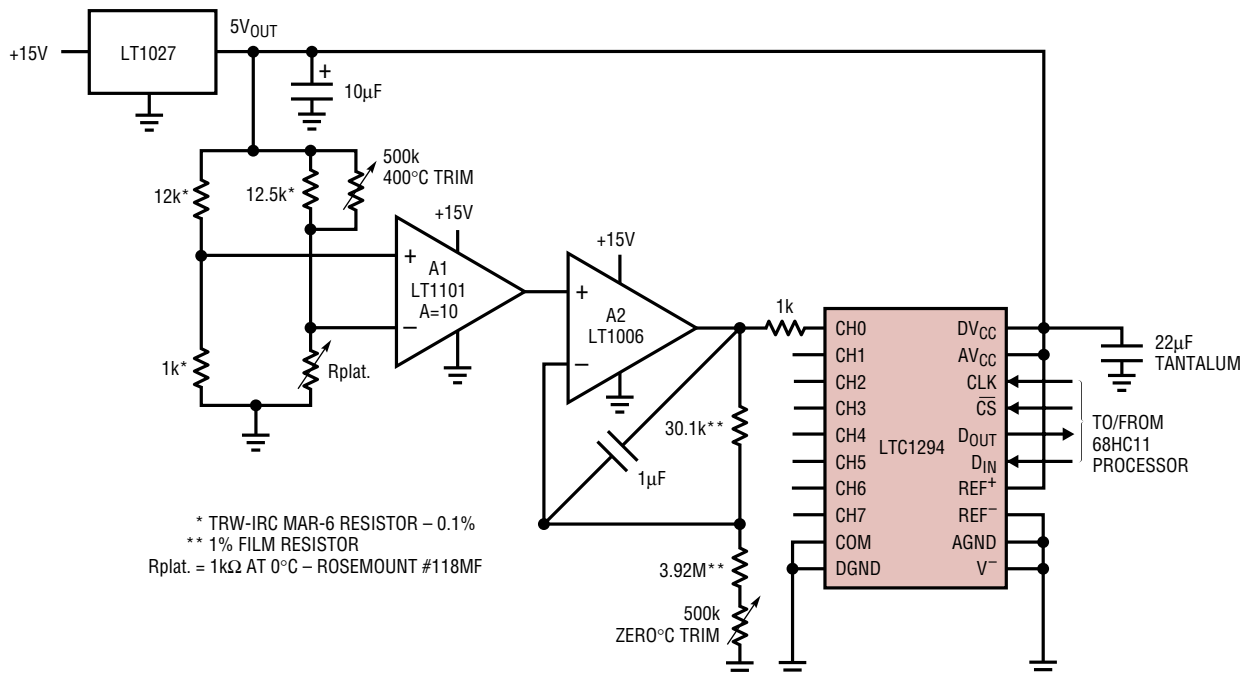 +15V
LT1027
5VOUT
+
10µF
12k*
12.5k*
500k
400°C TRIM
+15V
+
A1
LT1101
A=10
–
1k*
Rplat.
+15V
+
A2
LT1006
–
1k
30.1k**
1µF
3.92M**
500k
ZERO°C TRIM
CH0
CH1
CH2
CH3
CH4
CH5
CH6
CH7
COM
DGND
LTC1294
DVCC
AVCC
CLK
CS
DOUT
DIN
REF+
REF–
AGND
V–
22µF
TANTALUM
TO/FROM
68HC11
PROCESSOR
* TRW-IRC MAR-6 RESISTOR – 0.1%
** 1% FILM RESISTOR
Rplat. = 1kΩ AT 0°C – ROSEMOUNT #118MF